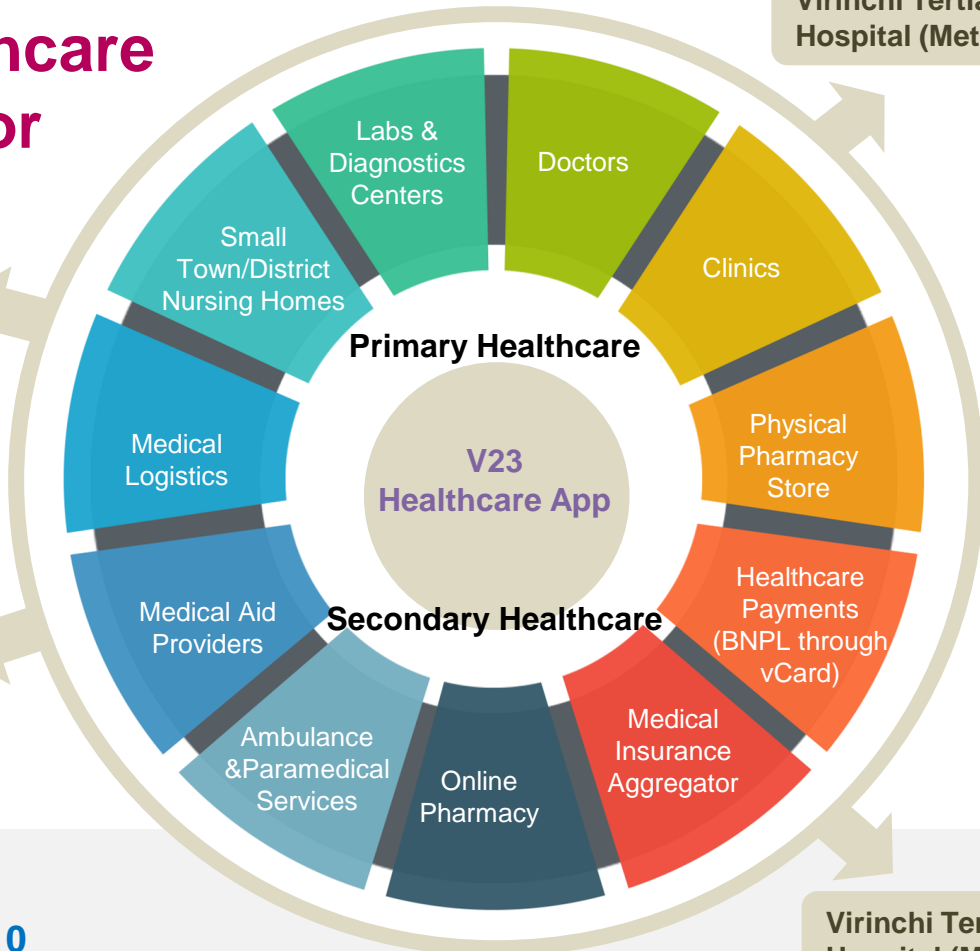 ncare
or
Virinchi Tertia
Hospital (Met
Labs &
Diagnostics
Centers
Doctors
Small
Town/District
Nursing Homes
Clinics
Primary Healthcare
Medical
Logistics
V23
Healthcare App
Physical
Pharmacy
Store
Healthcare
Payments
(BNPL through
vCard)
Medical Aid
Providers
Secondary Healthcare
Ambulance
&Paramedical
Services
Online
Pharmacy
Medical
Insurance
Aggregator
0
Virinchi Ter